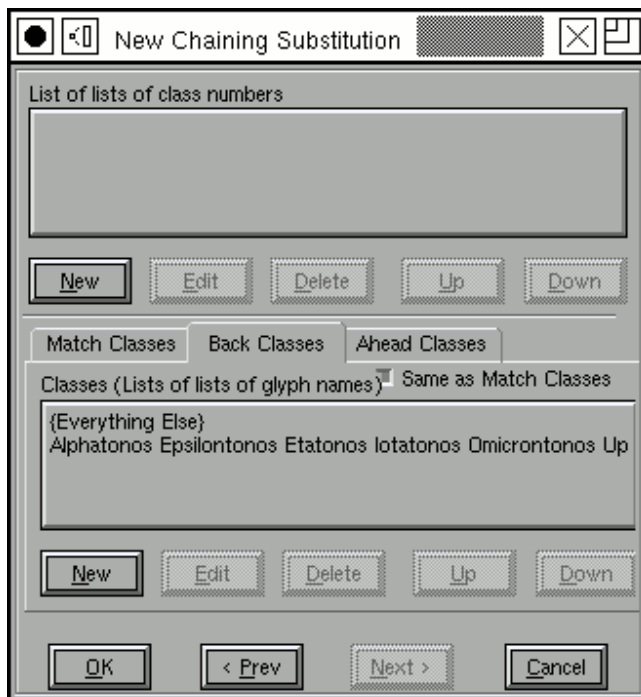 New Chaining Substitution
List of lists of class numbers
New Edit Delete Up Down
Match Classes Back Classes Ahead Classes
Classes (Lists of lists of glyph names) Same as Match Classes
{Everything Else}
Alphatonos Epsilontonos Etatonos Iotatonos Omicrontonos Up
New Edit Delete Up Down
OK < Prev Next > Cancel